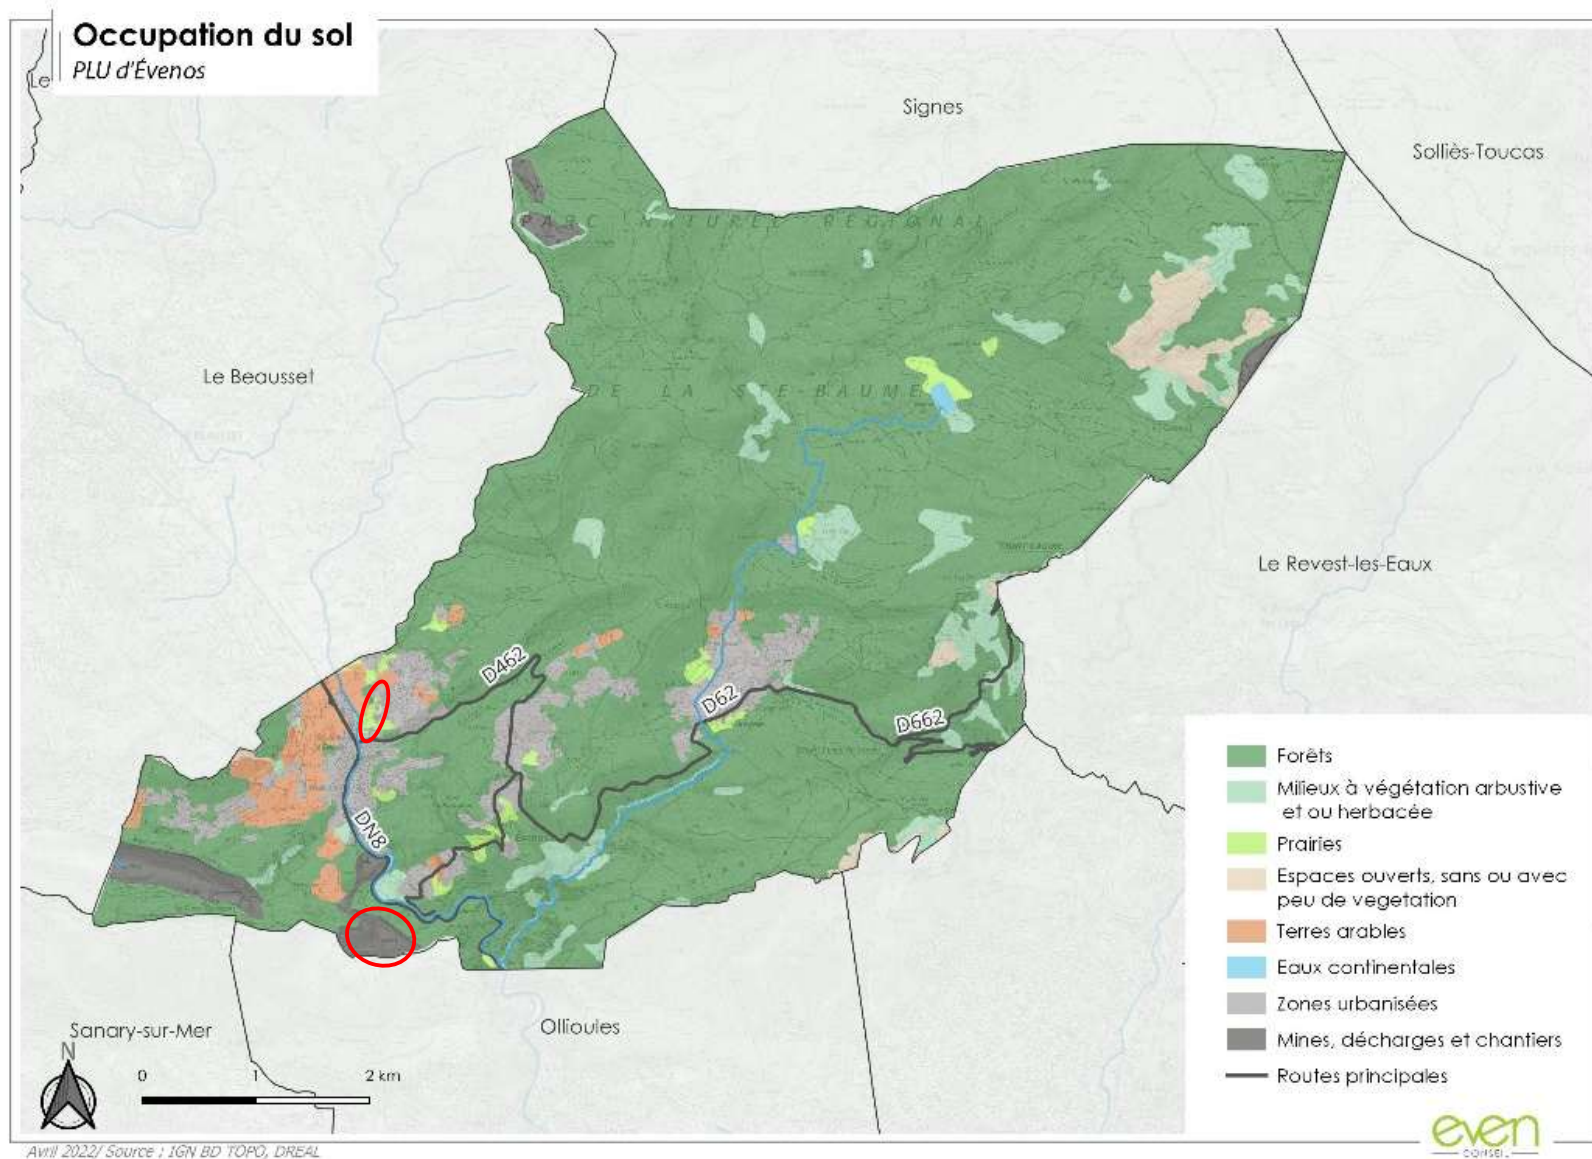 Occupation du sol
PLU d'Évenos
Le
Signes
Solliès-Toucas
PARC NATUREL RÉGIONAL
Le Beausset
DE LA STE-BAUME
Le Revest-les-Eaux
D462
D62
D662
DN8
Forêts
Milieux à végétation arbustive
et ou herbacée
Prairies
Espaces ouverts, sans ou avec
peu de vegetation
Terres arables
Eaux continentales
Zones urbanisées
Mines, décharges et chantiers
Routes principales
Sanary-sur-Mer
Ollioules
N
0 1 2 km
even
CONSEIL
Avril 2022/ Source : IGN BD TOPO, DREAL